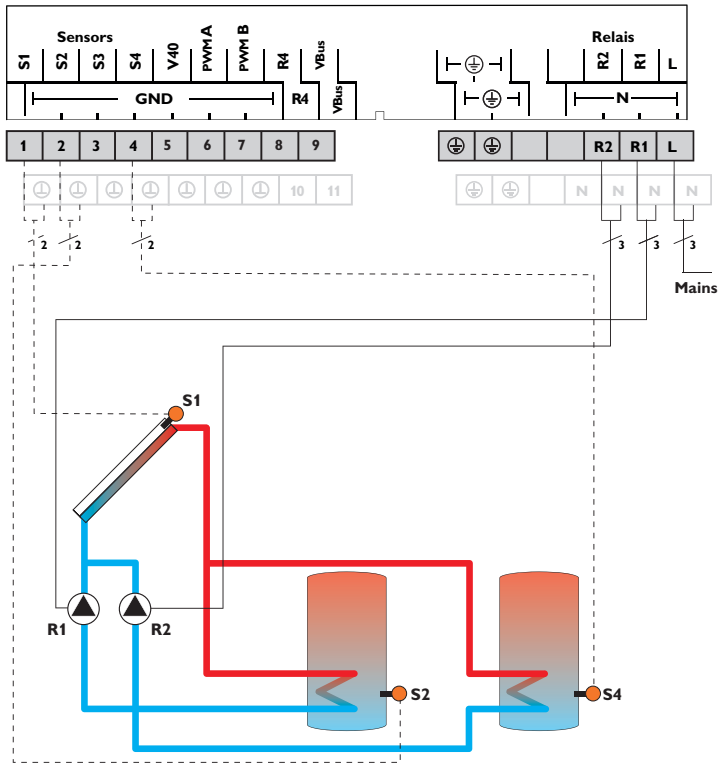 Sensors
Relais
S1 S2 S3 S4 V40 PWM A PWM B R4 VBus
R2 R1 L
GND R4 VBus
N
1 2 3 4 5 6 7 8 9
R2 R1 L
10 11
N N N N
2 2 2
3 3 3
Mains
S1
R1 R2
S2 S4